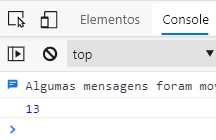 Elementos Console
top
Algumas mensagens foram mov
13